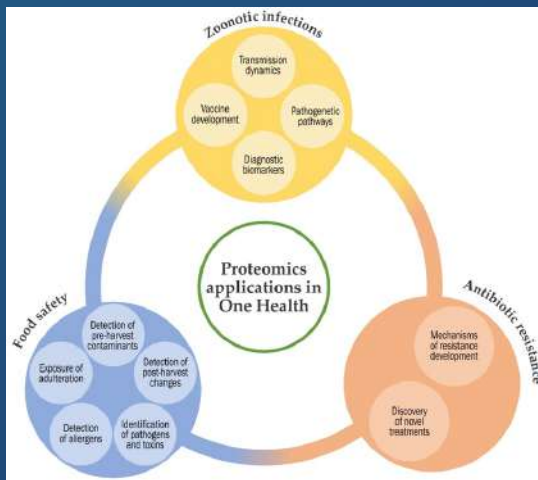 Zoonotic infections
Transmission
dynamics
Vaccine
development
Pathogenetic
pathways
Diagnostic
biomarkers
Proteomics
applications in
One Health
Food safety
Detection of
pre-harvest
contaminants
Exposure of
adulteration
Detection of
post-harvest
changes
Detection
of allergens
Identification
of pathogens
and toxins
Antibiotic resistance
Mechanisms
of resistance
development
Discovery
of novel
treatments